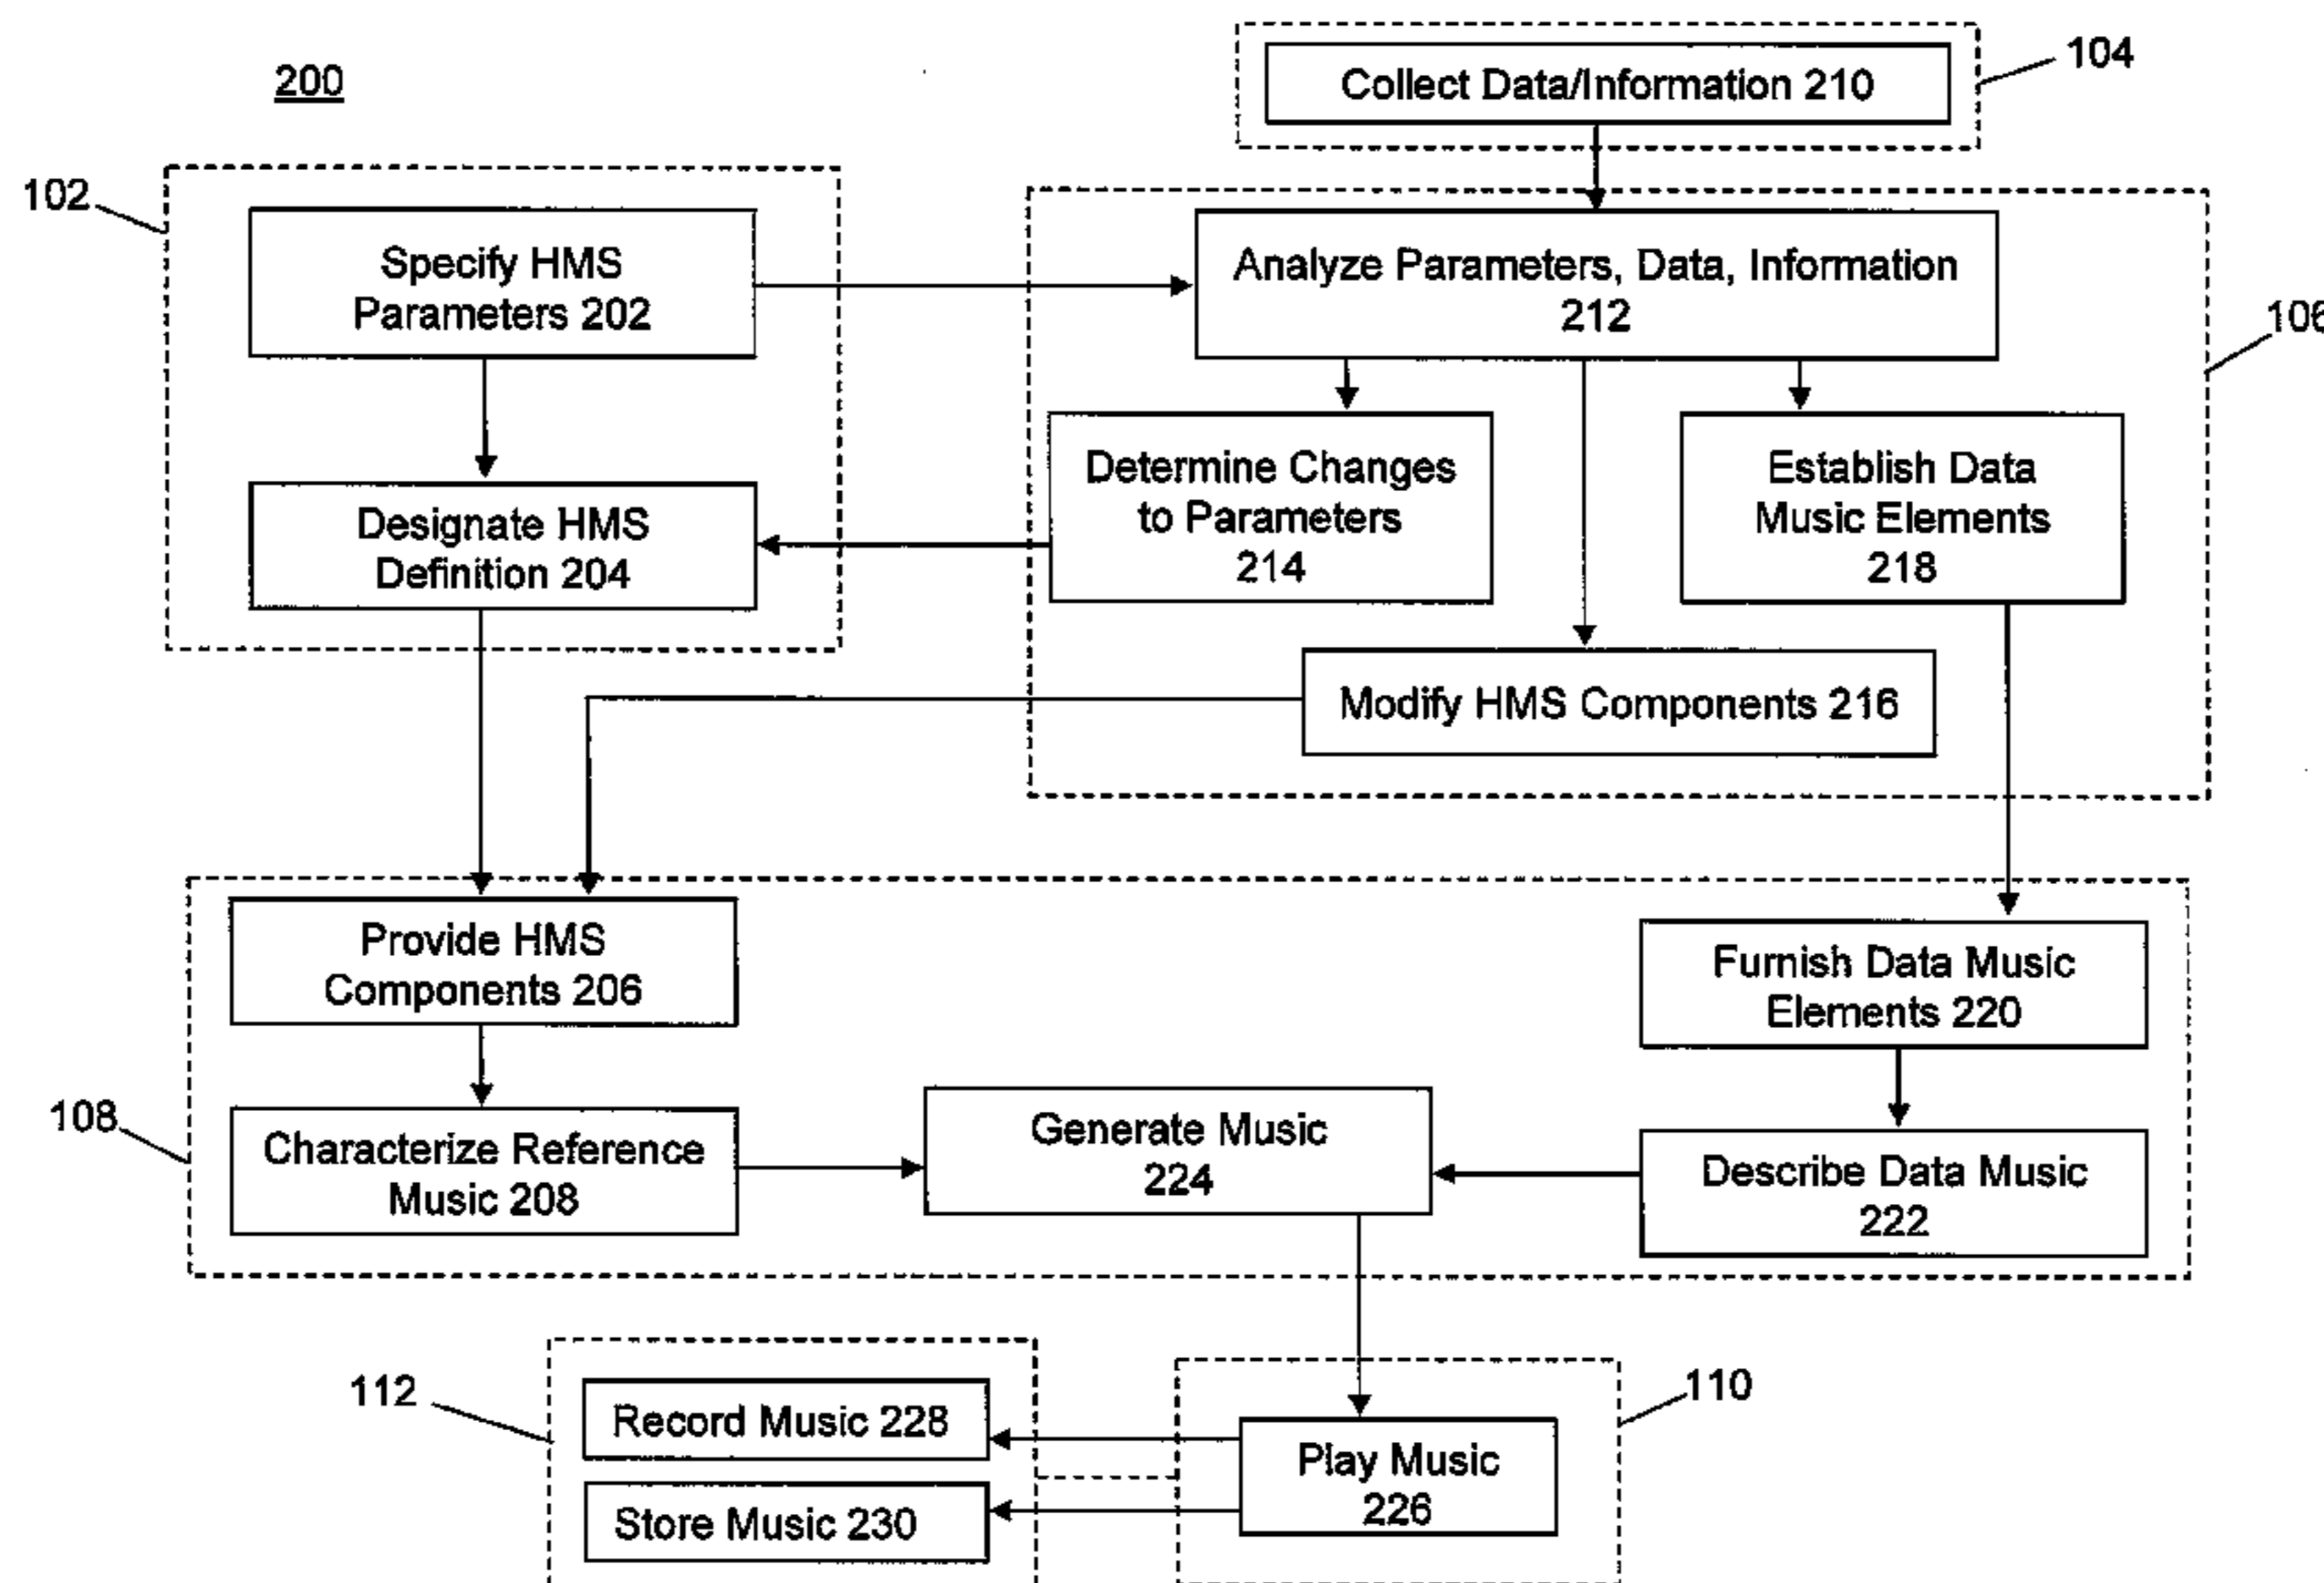 200
Collect Data/Information 210
104
102
Specify HMS
Parameters 202
Analyze Parameters, Data, Information
212
106
Designate HMS
Definition 204
Determine Changes
to Parameters
214
Establish Data
Music Elements
218
Modify HMS Components 216
Provide HMS
Components 206
Furnish Data Music
Elements 220
108
Characterize Reference
Music 208
Generate Music
224
Describe Data Music
222
112
Record Music 228
Store Music 230
Play Music
226
110